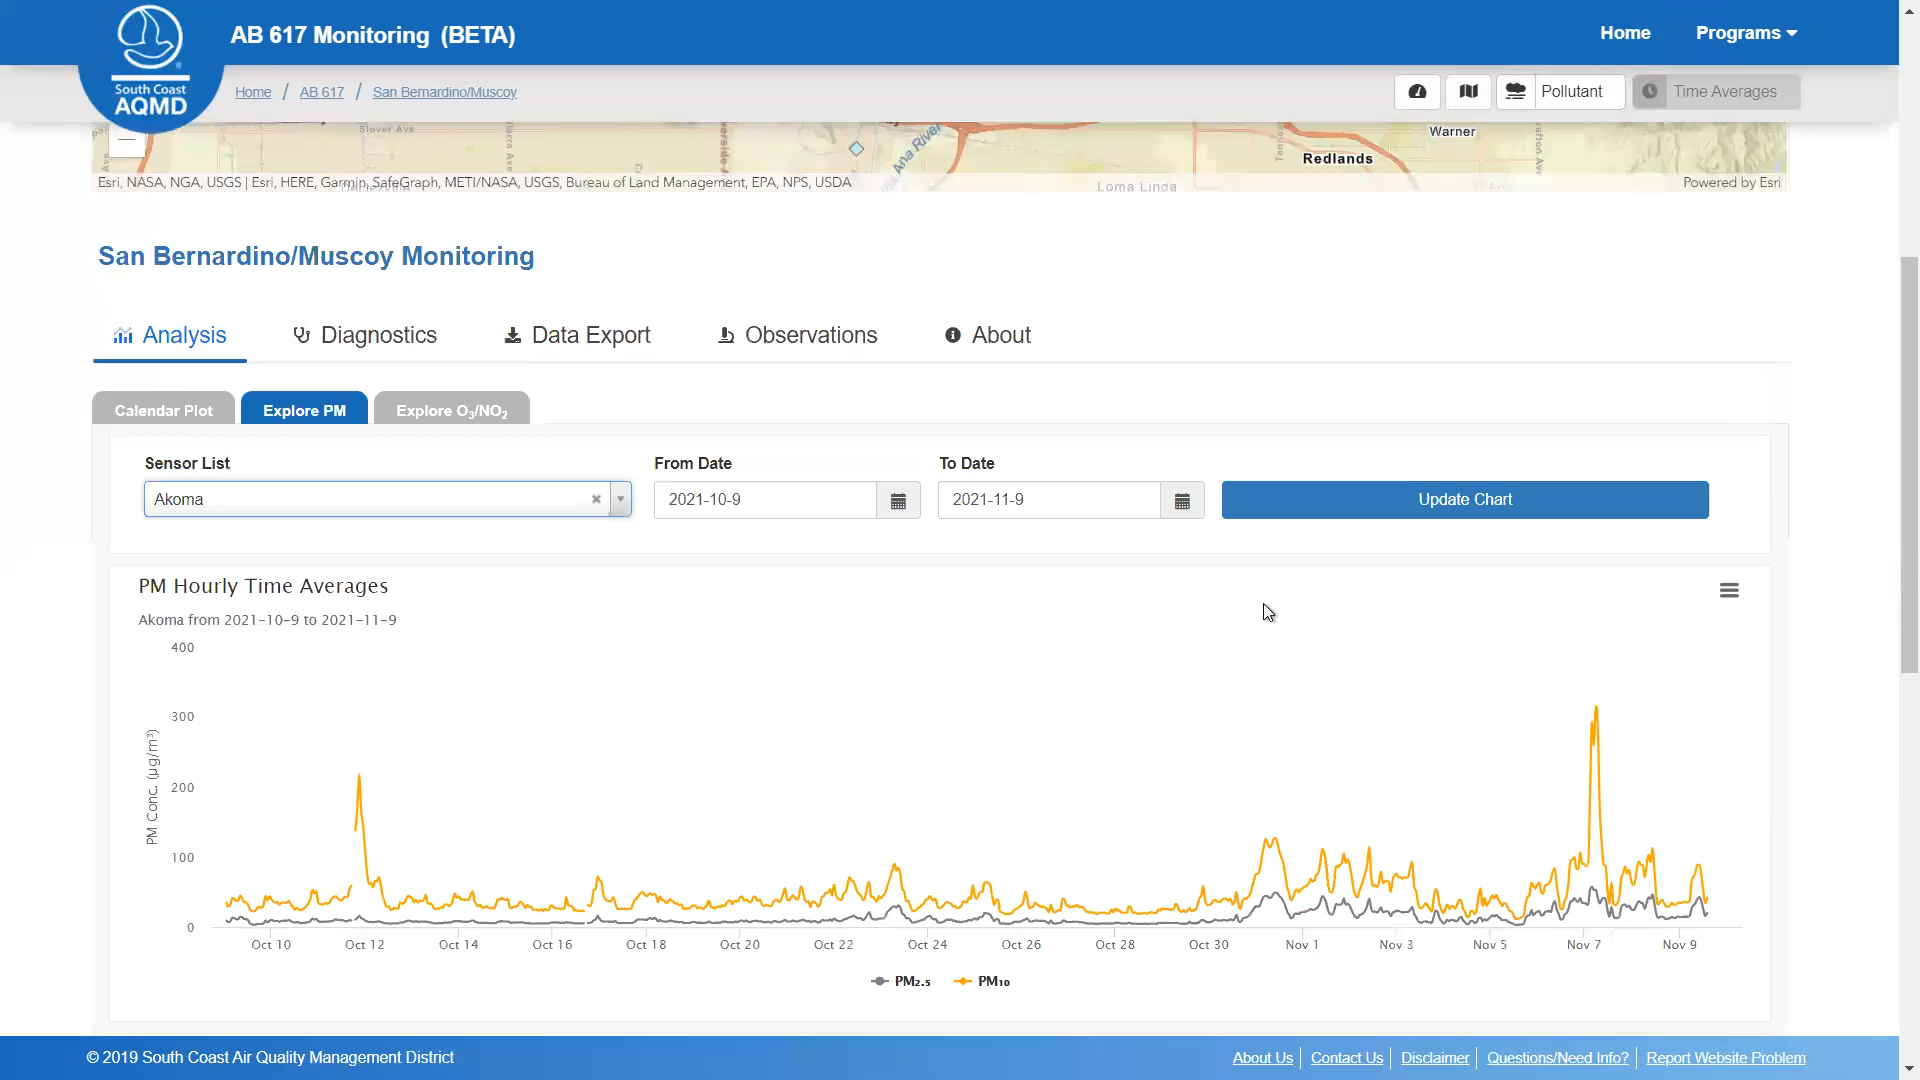 AB 617 Monitoring (BETA)
Home
Programs
South Coast
AQMD
Home / AB 617 / San Bernardino/Muscoy
Pollutant
Time Averages
Slover Ave
Ana River
Warner
Redlands
Loma Linda
Esri, NASA, NGA, USGS | Esri, HERE, Garmin, SafeGraph, METI/NASA, USGS, Bureau of Land Management, EPA, NPS, USDA
Powered by Esri
San Bernardino/Muscoy Monitoring
Analysis
Diagnostics
Data Export
Observations
About
Calendar Plot
Explore PM
Explore O₃/NO₂
Sensor List
From Date
To Date
Akoma
2021-10-9
2021-11-9
Update Chart
PM Hourly Time Averages
Akoma from 2021-10-9 to 2021-11-9
400
300
200
100
0
PM Conc. (µg/m³)
Oct 10 Oct 12 Oct 14 Oct 16 Oct 18 Oct 20 Oct 22 Oct 24 Oct 26 Oct 28 Oct 30 Nov 1 Nov 3 Nov 5 Nov 7 Nov 9
PM₂.₅ PM₁₀
© 2019 South Coast Air Quality Management District
About Us | Contact Us | Disclaimer | Questions/Need Info? | Report Website Problem